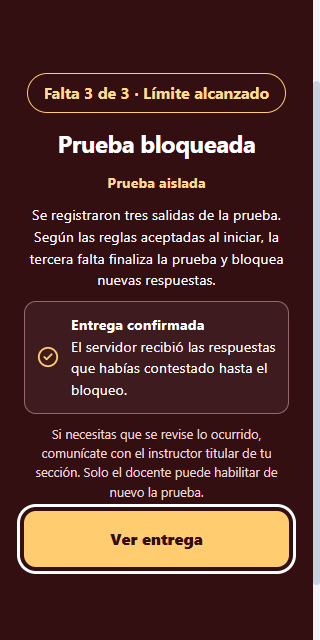 Falta 3 de 3 · Límite alcanzado
Prueba bloqueada
Prueba aislada
Se registraron tres salidas de la prueba.
Según las reglas aceptadas al iniciar, la
tercera falta finaliza la prueba y bloquea
nuevas respuestas.
Entrega confirmada
El servidor recibió las respuestas
que habías contestado hasta el
bloqueo.
Si necesitas que se revise lo ocurrido,
comunícate con el instructor titular de tu
sección. Solo el docente puede habilitar de
nuevo la prueba.
Ver entrega